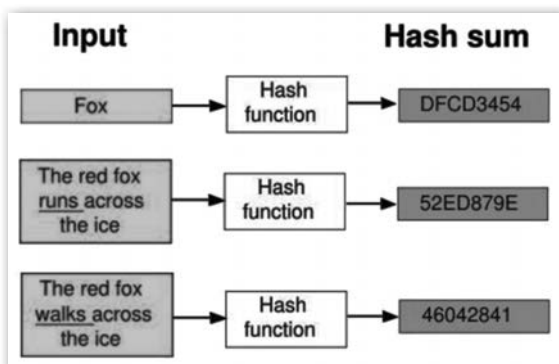 Input Hash sum
Fox Hash function DFCD3454
The red fox
runs across
the ice
Hash
function
52ED879E
The red fox
walks across
the ice
Hash
function
46042841